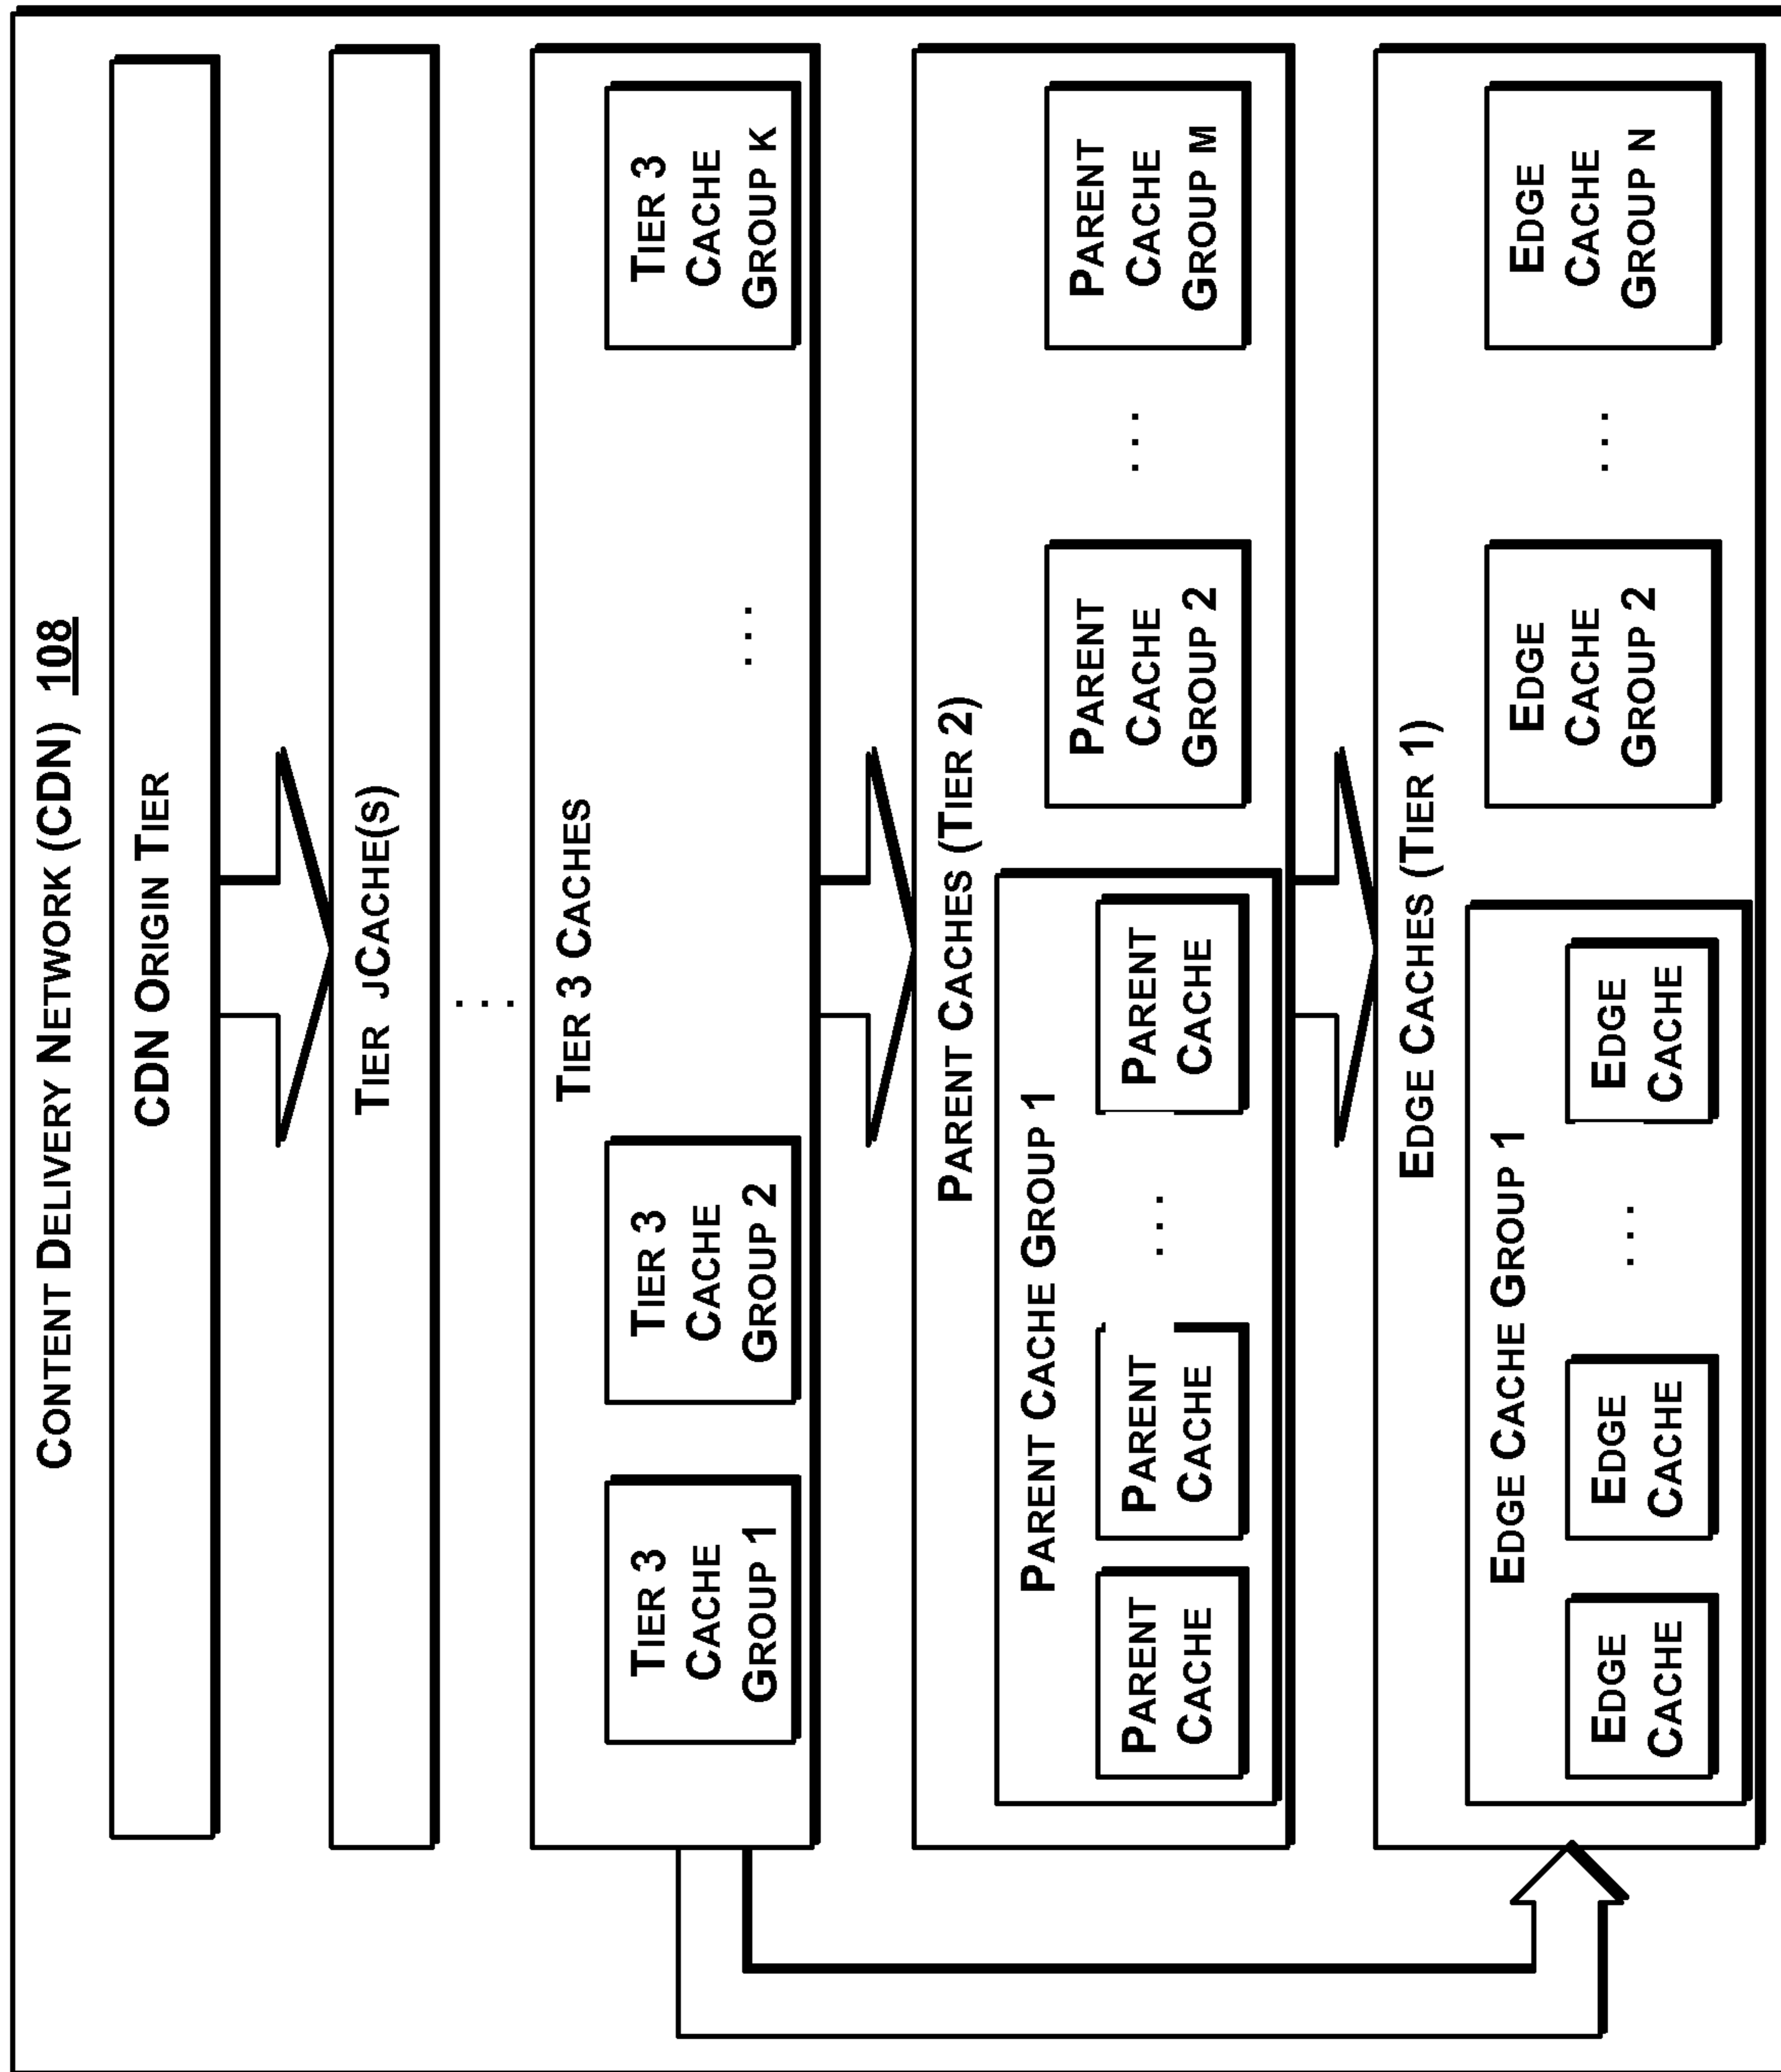 CONTENT DELIVERY NETWORK (CDN) 108
CDN ORIGIN TIER
TIER JCACHE(S)
...
TIER 3 CACHES
TIER 3
CACHE
GROUP 1
TIER 3
CACHE
GROUP 2
...
TIER 3
CACHE
GROUP K
PARENT CACHES (TIER 2)
PARENT CACHE GROUP 1
PARENT
CACHE
PARENT
CACHE
...
PARENT
CACHE
PARENT
CACHE
GROUP 2
...
PARENT
CACHE
GROUP M
EDGE CACHES (TIER 1)
EDGE CACHE GROUP 1
EDGE
CACHE
EDGE
CACHE
...
EDGE
CACHE
EDGE
CACHE
GROUP 2
...
EDGE
CACHE
GROUP N